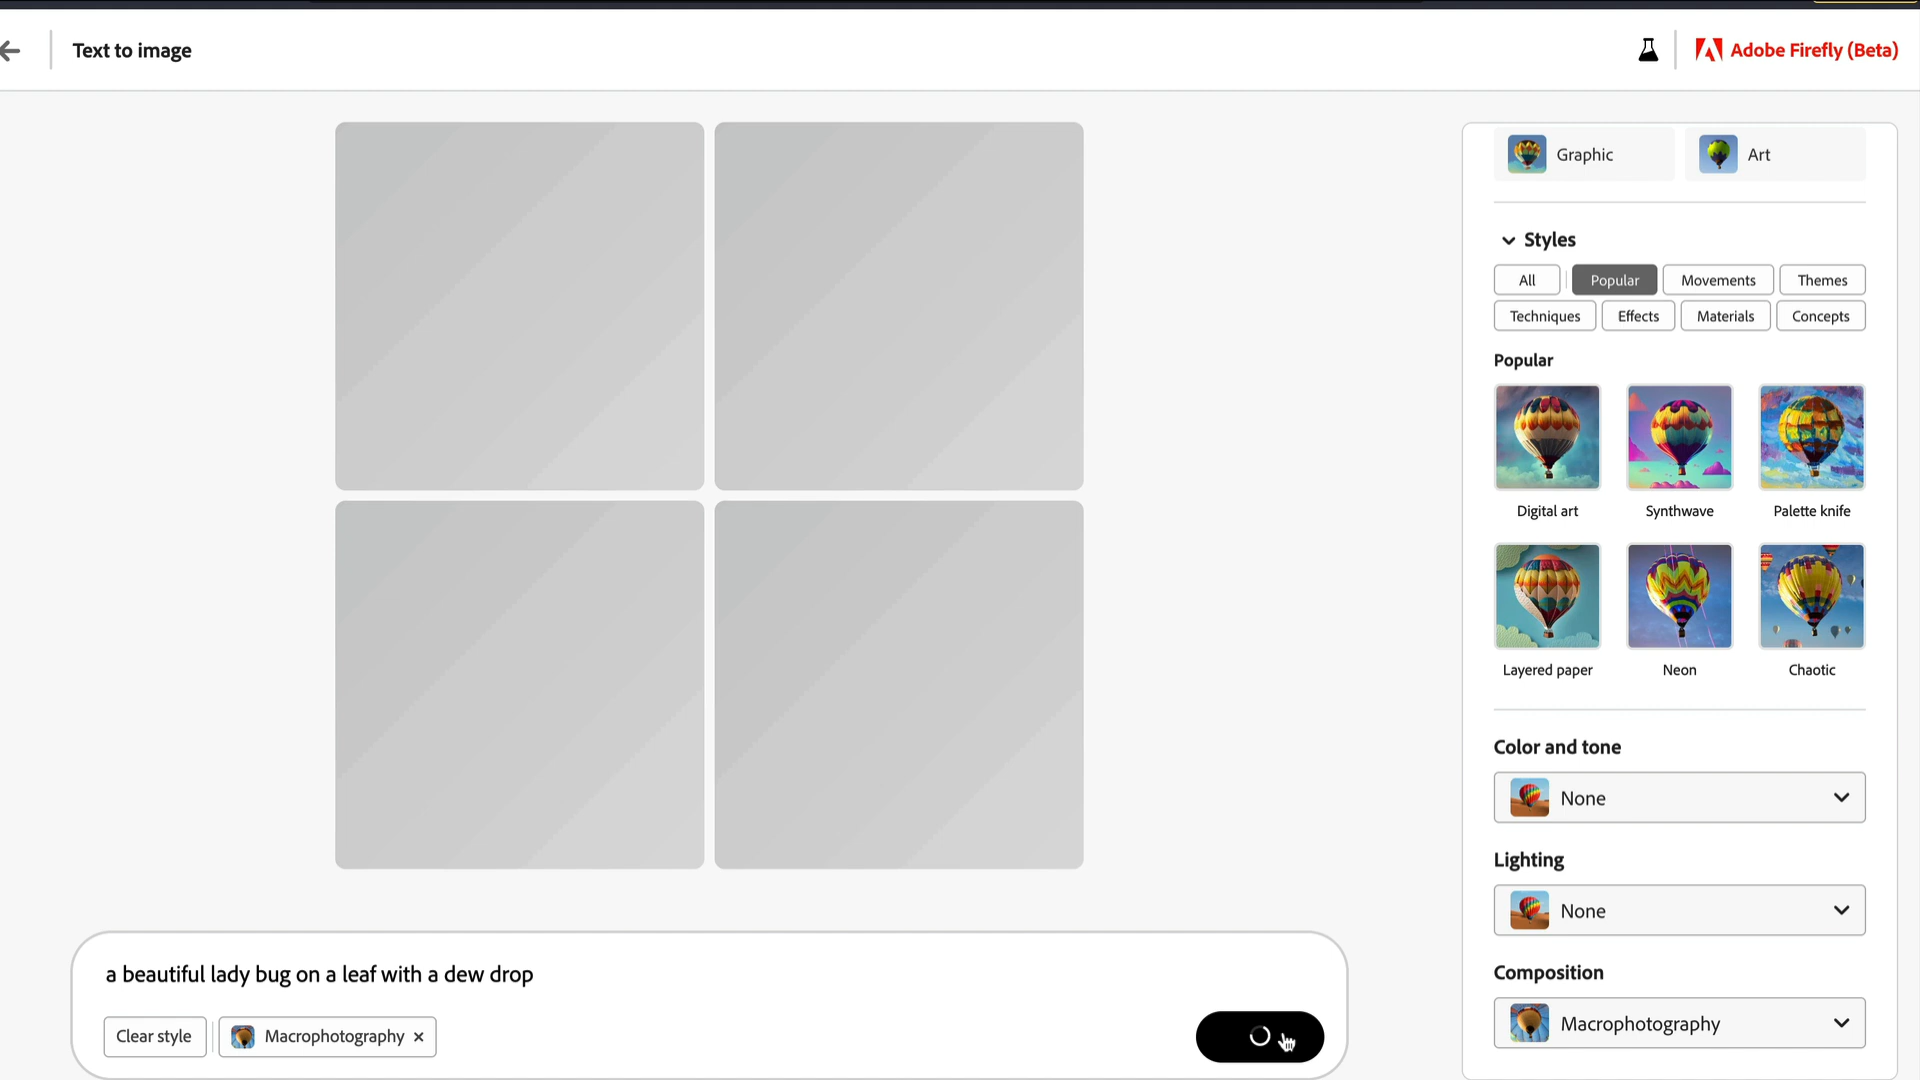 Text to image
Adobe Firefly (Beta)
Graphic
Art
Styles
All
Popular
Movements
Themes
Techniques
Effects
Materials
Concepts
Popular
Digital art
Synthwave
Palette knife
Layered paper
Neon
Chaotic
Color and tone
None
Lighting
None
Composition
Macrophotography
a beautiful lady bug on a leaf with a dew drop
Clear style
Macrophotography